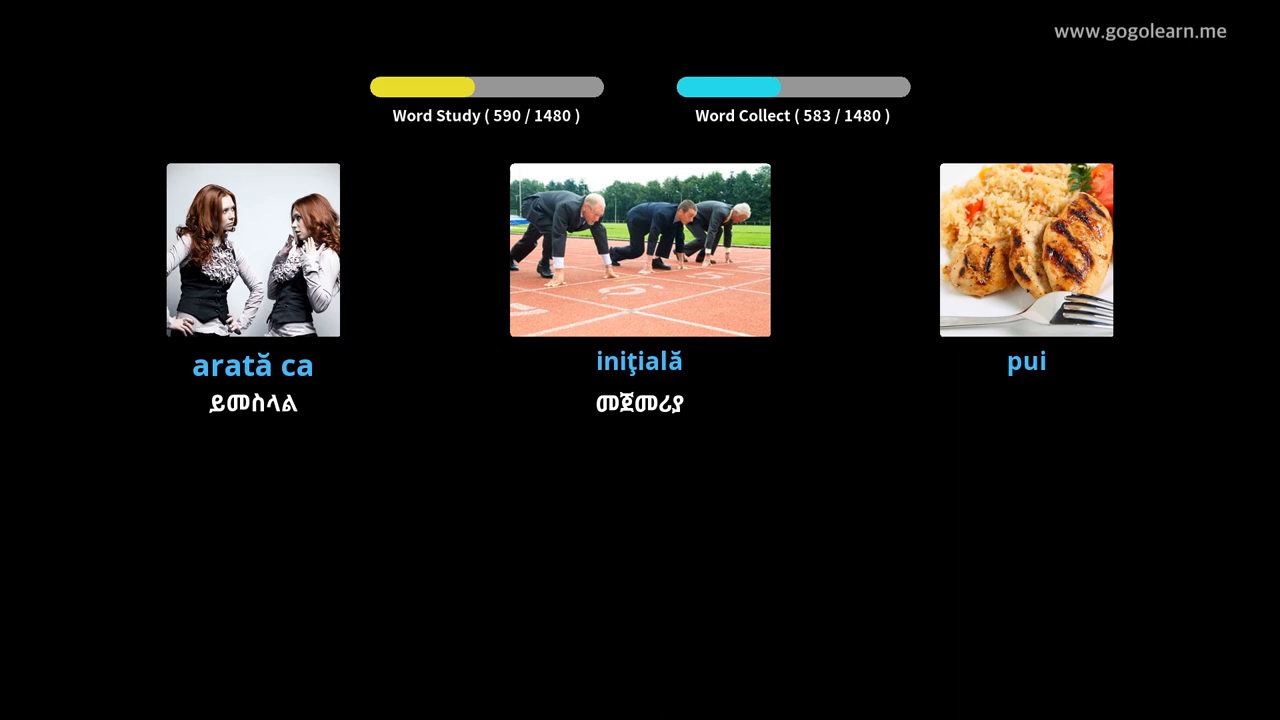 www.gogolearn.me
Word Study ( 590 / 1480 )
Word Collect ( 583 / 1480 )
arată ca
iniţială
pui
ይመስላል
መጀመሪያ